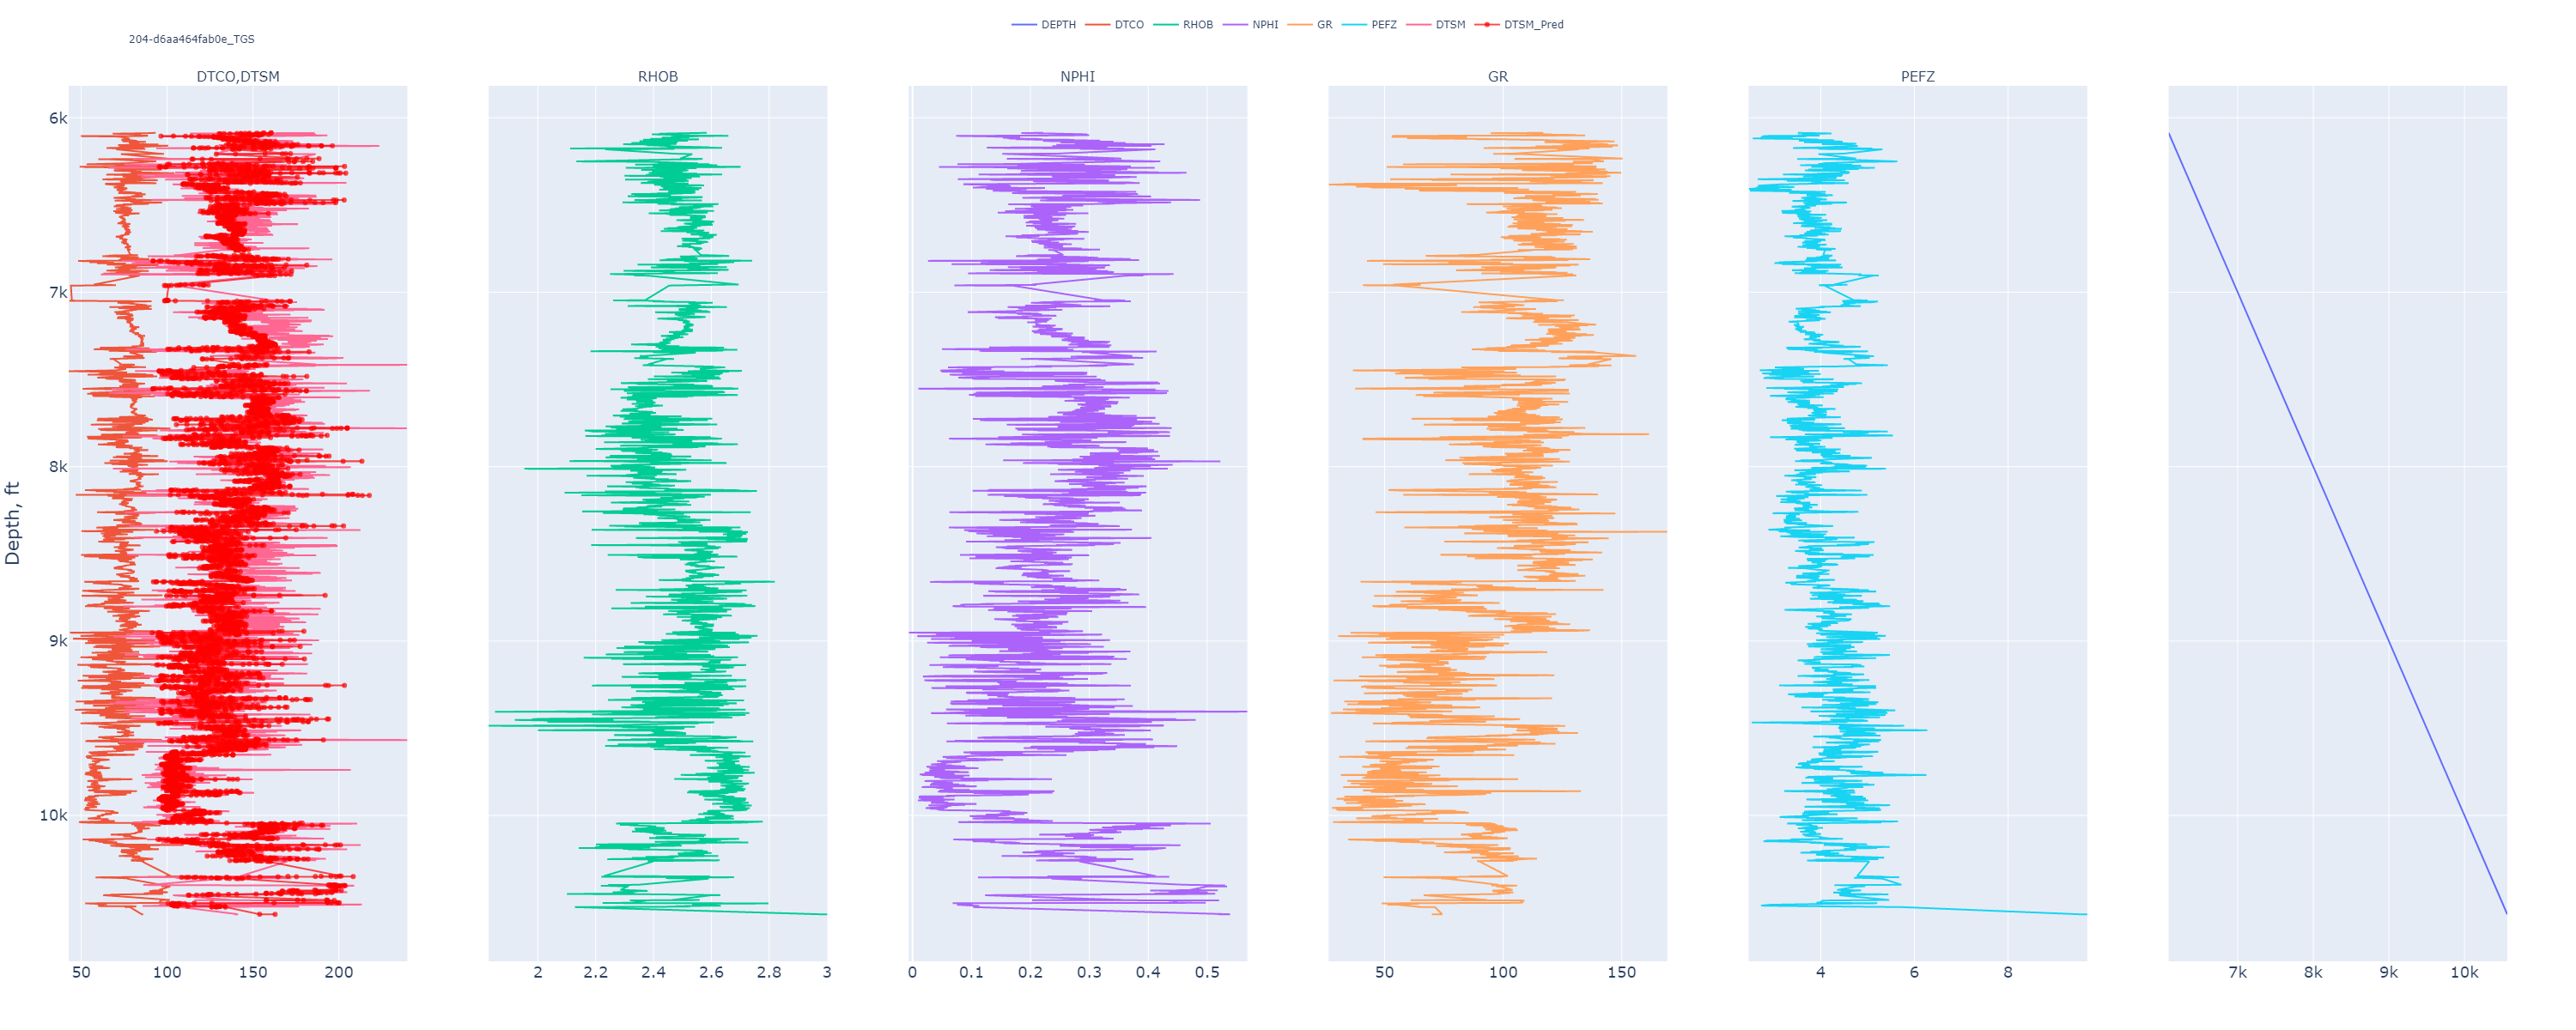 DEPTH DTCO RHOB NPHI GR PEFZ DTSM DTSM_Pred
204-d6aa464fab0e_TGS
DTCO,DTSM RHOB NPHI GR PEFZ
6k
7k
8k
9k
10k
Depth, ft
50 100 150 200 2 2.2 2.4 2.6 2.8 3 0 0.1 0.2 0.3 0.4 0.5 50 100 150 4 6 8 7k 8k 9k 10k